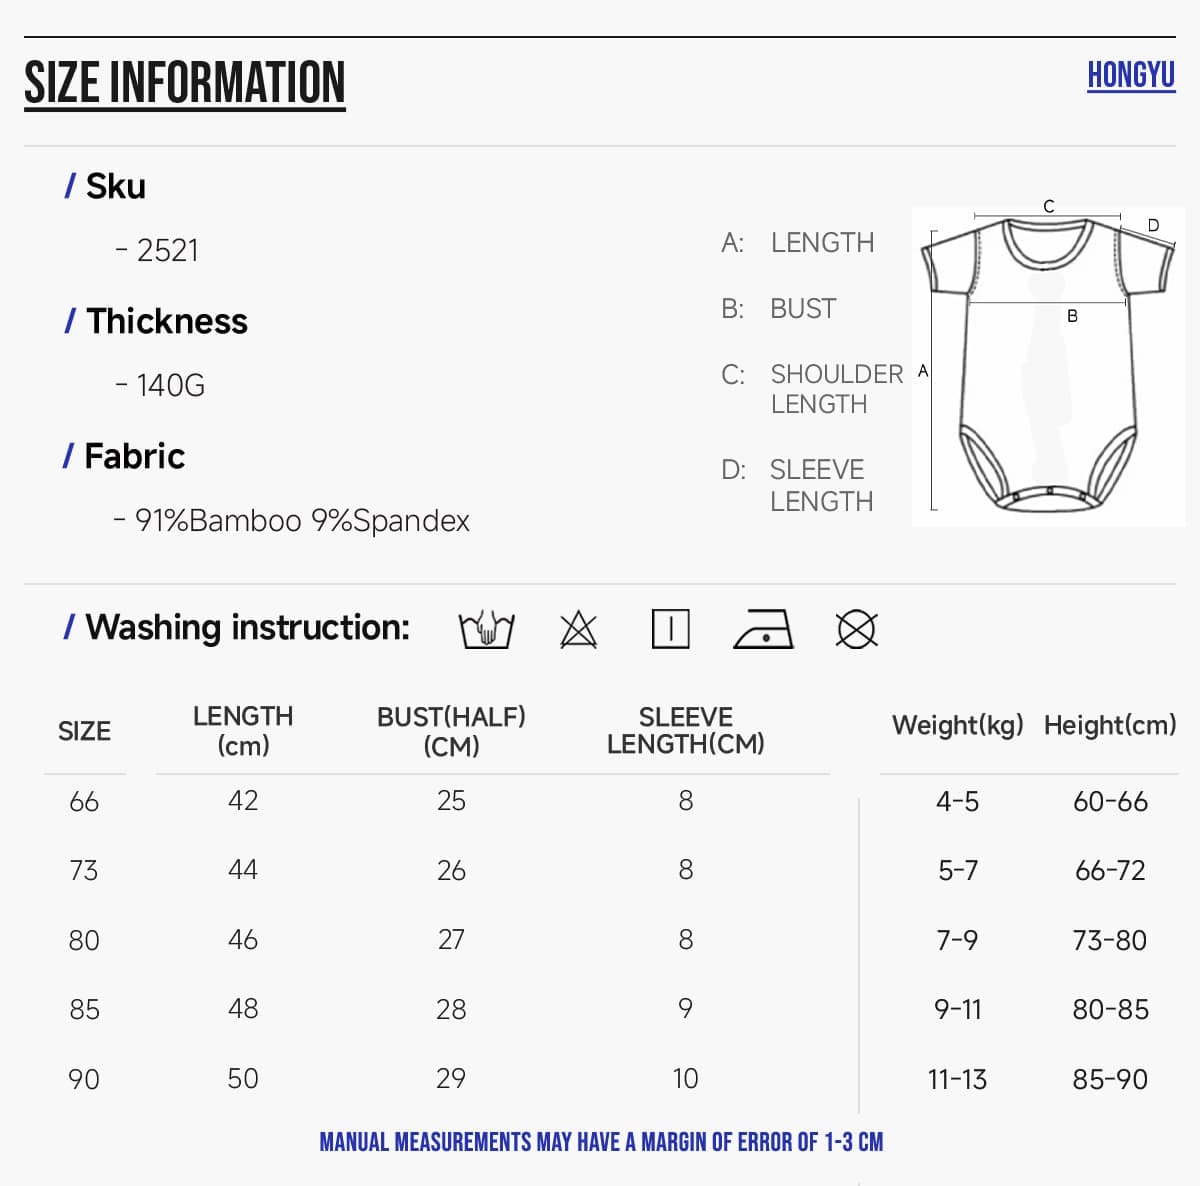 SIZE INFORMATION
HONGYU
/ Sku
- 2521
/ Thickness
- 140G
/ Fabric
- 91%Bamboo 9%Spandex
A: LENGTH
B: BUST
C: SHOULDER
LENGTH
D: SLEEVE
LENGTH
C
D
B
A
/ Washing instruction:
SIZE LENGTH (cm) BUST(HALF) (CM) SLEEVE LENGTH(CM) Weight(kg) Height(cm)
66 42 25 8 4-5 60-66
73 44 26 8 5-7 66-72
80 46 27 8 7-9 73-80
85 48 28 9 9-11 80-85
90 50 29 10 11-13 85-90
MANUAL MEASUREMENTS MAY HAVE A MARGIN OF ERROR OF 1-3 CM